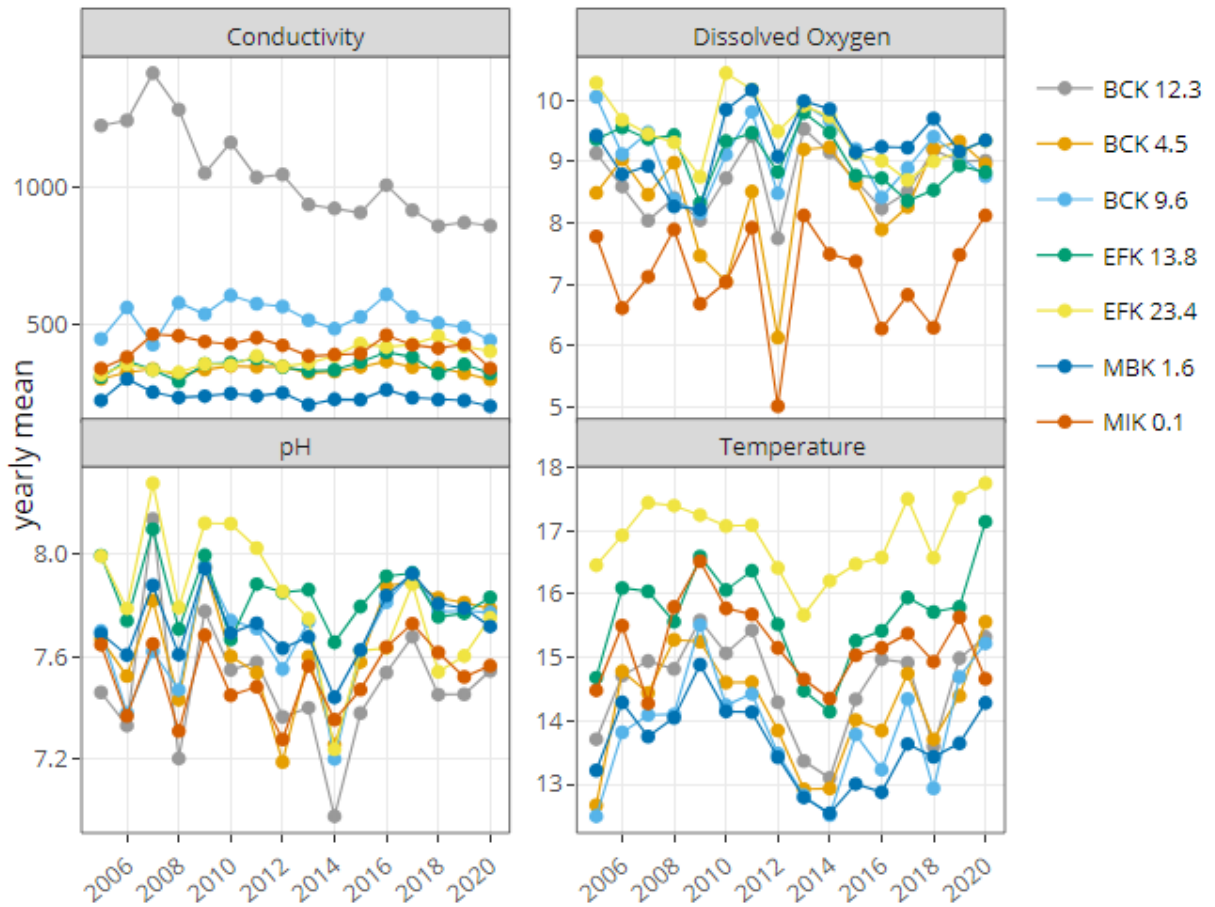 Conductivity
Dissolved Oxygen
1000
500
10
9
8
7
6
5
BCK 12.3
BCK 4.5
BCK 9.6
EFK 13.8
EFK 23.4
MBK 1.6
MIK 0.1
yearly mean
pH
Temperature
8.0
7.6
7.2
18
17
16
15
14
13
2006 2008 2010 2012 2014 2016 2018 2020
2006 2008 2010 2012 2014 2016 2018 2020